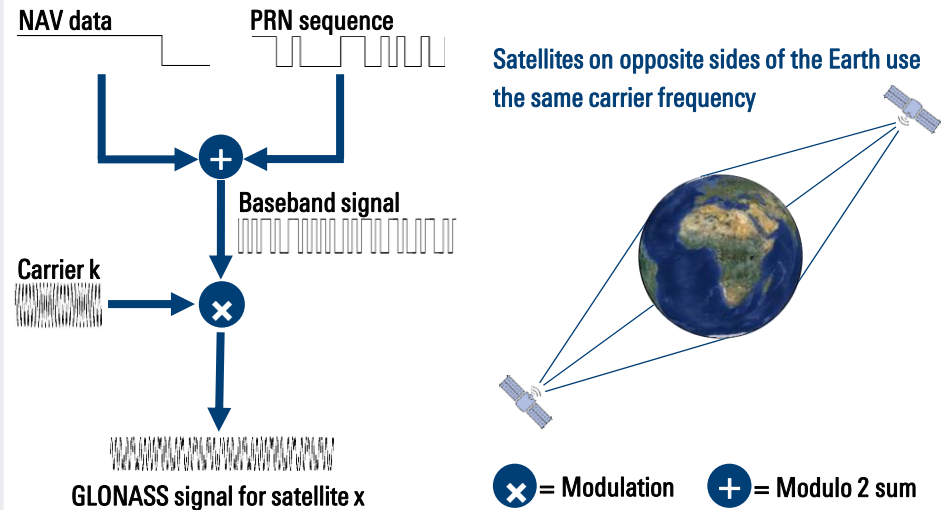 NAV data
PRN sequence
+
Baseband signal
Carrier k
×
GLONASS signal for satellite x
Satellites on opposite sides of the Earth use
the same carrier frequency
× = Modulation
+ = Modulo 2 sum